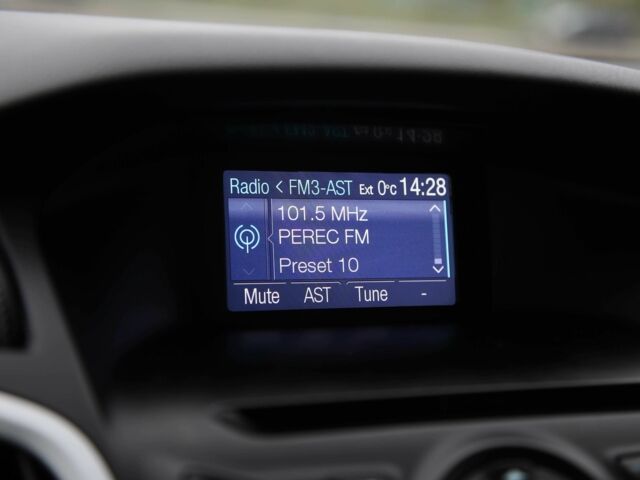 Radio < FM3-AST Ext 0°C 14:28
101.5 MHz
PEREC FM
Preset 10
Mute AST Tune -